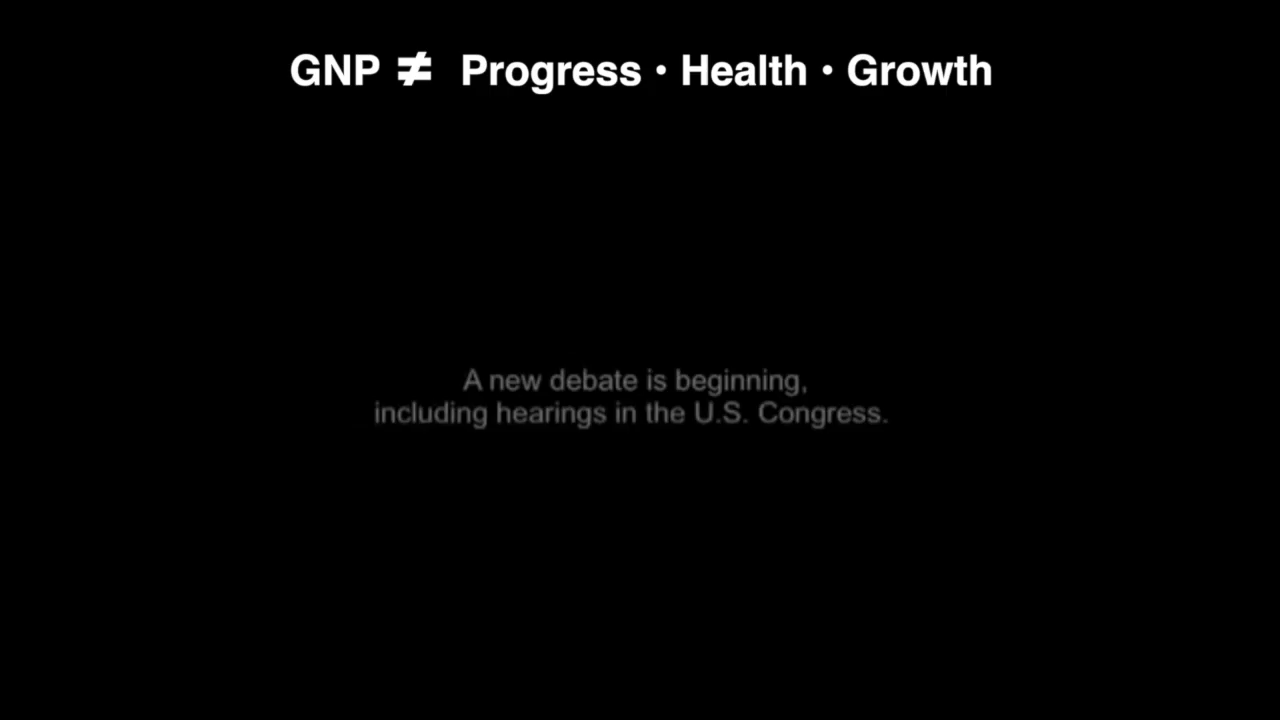 GNP ≠ Progress • Health • Growth
A new debate is beginning,
including hearings in the U.S. Congress.